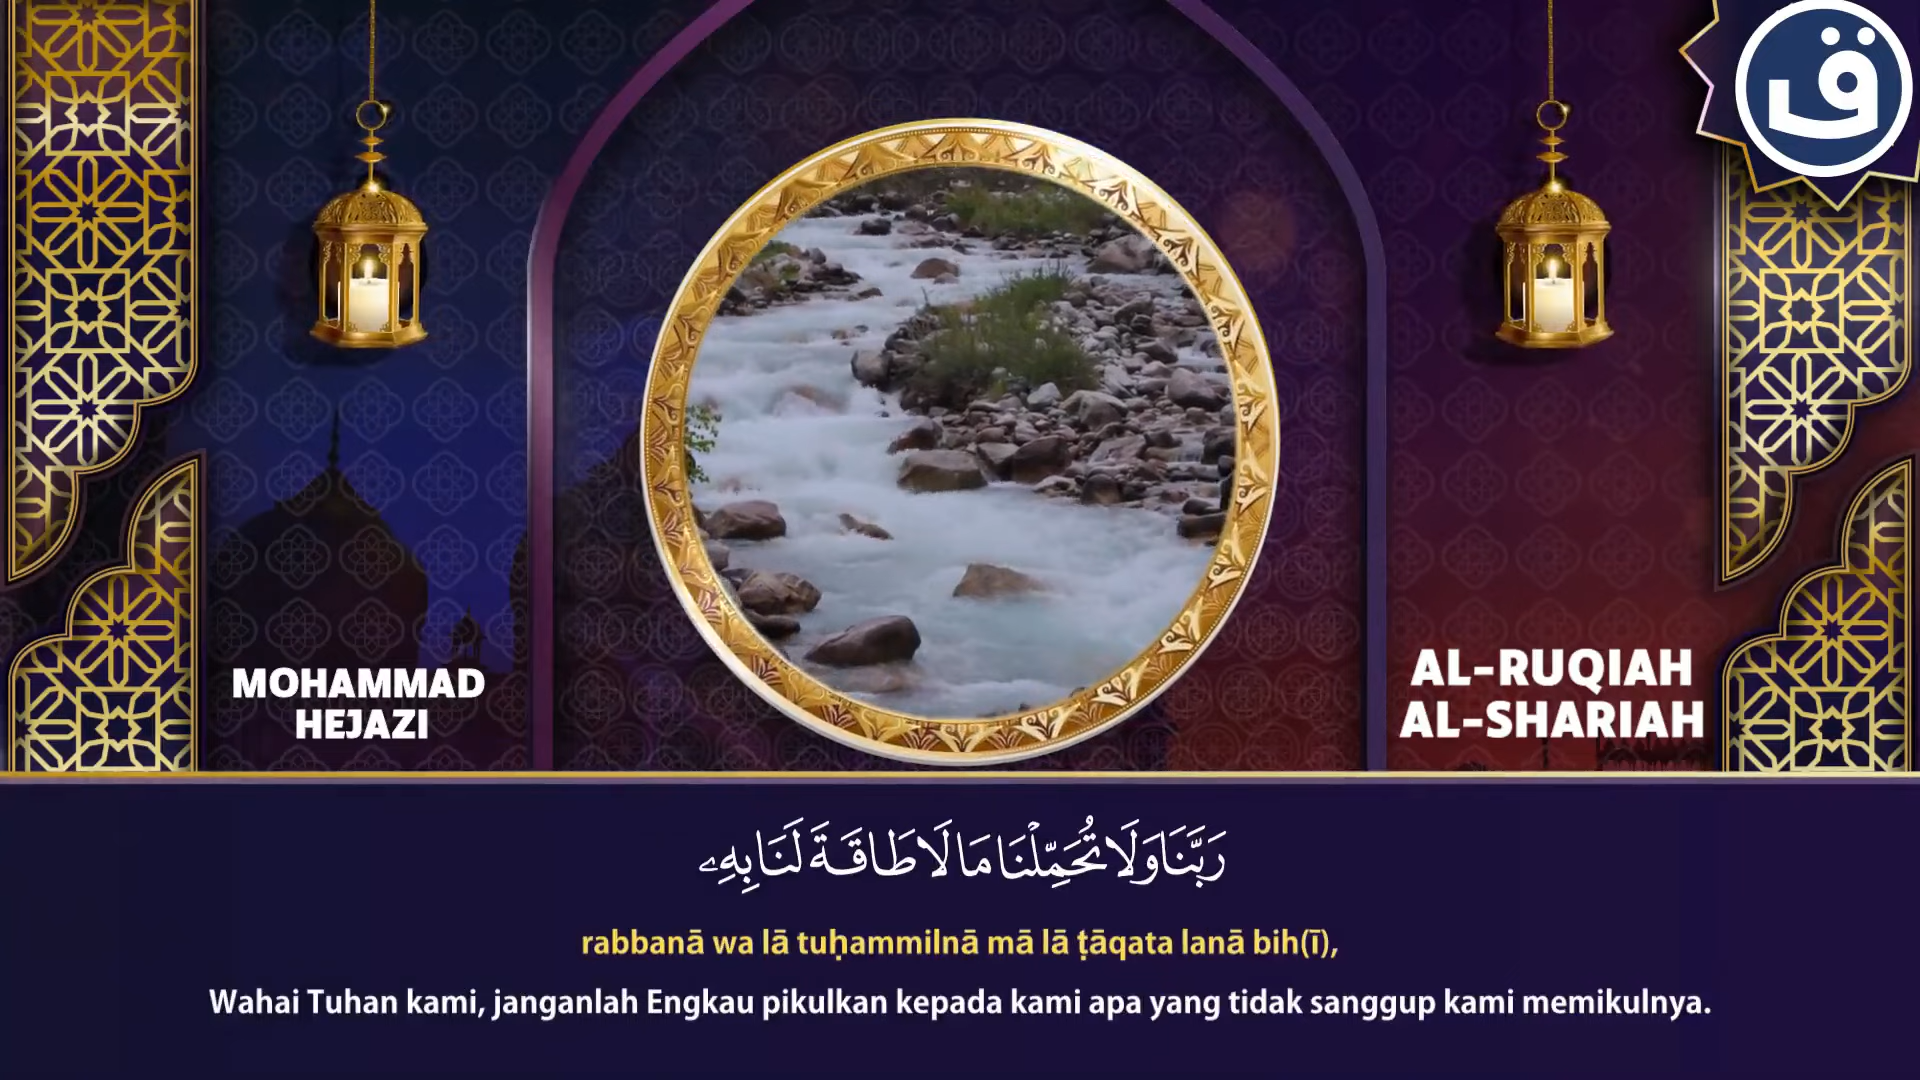 ق
MOHAMMAD
HEJAZI
AL-RUQIAH
AL-SHARIAH
رَبَّنَا وَلَا تُحَمِّلْنَا مَا لَا طَاقَةَ لَنَا بِهِۦ
rabbanā wa lā tuḥammilnā mā lā ṭāqata lanā bih(ī),
Wahai Tuhan kami, janganlah Engkau pikulkan kepada kami apa yang tidak sanggup kami memikulnya.